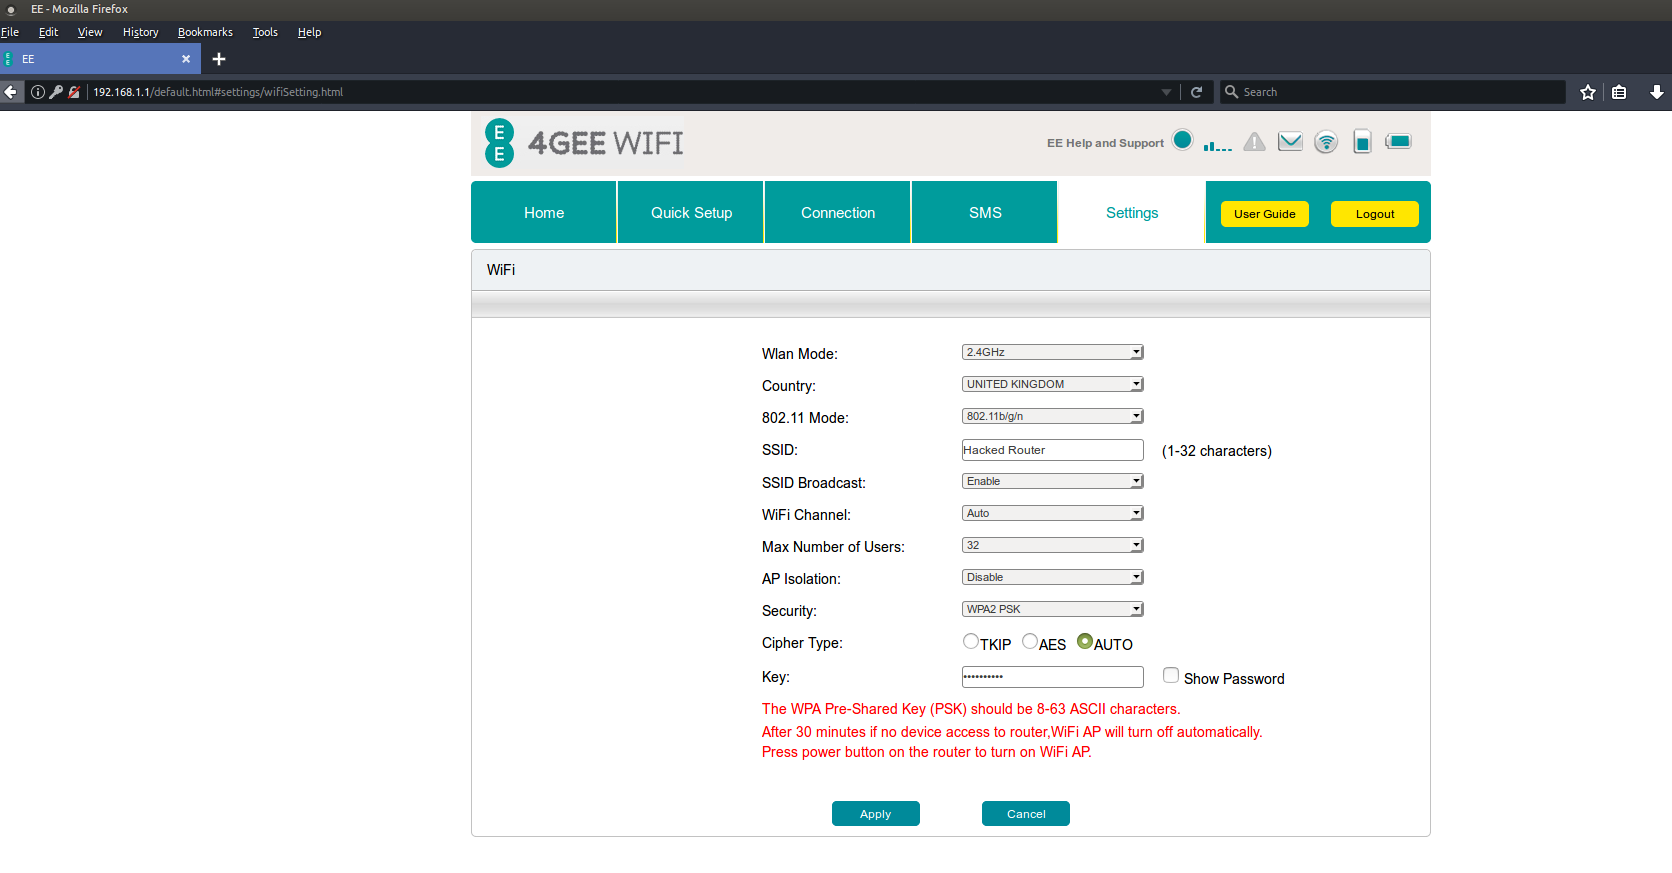 EE - Mozilla Firefox
File Edit View History Bookmarks Tools Help
EE
192.168.1.1/default.html#settings/wifiSetting.html Search
EE 4GEE WIFI EE Help and Support
Home Quick Setup Connection SMS Settings User Guide Logout
WiFi
Wlan Mode: 2.4GHz
Country: UNITED KINGDOM
802.11 Mode: 802.11b/g/n
SSID: Hacked Router (1-32 characters)
SSID Broadcast: Enable
WiFi Channel: Auto
Max Number of Users: 32
AP Isolation: Disable
Security: WPA2 PSK
Cipher Type: TKIP AES AUTO
Key: •••••••••• Show Password
The WPA Pre-Shared Key (PSK) should be 8-63 ASCII characters.
After 30 minutes if no device access to router,WiFi AP will turn off automatically.
Press power button on the router to turn on WiFi AP.
Apply Cancel